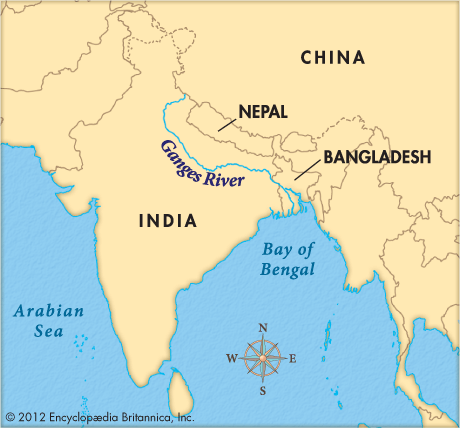 CHINA
NEPAL
BANGLADESH
Ganges River
INDIA
Bay of
Bengal
Arabian
Sea
N
W
E
S
© 2012 Encyclopædia Britannica, Inc.